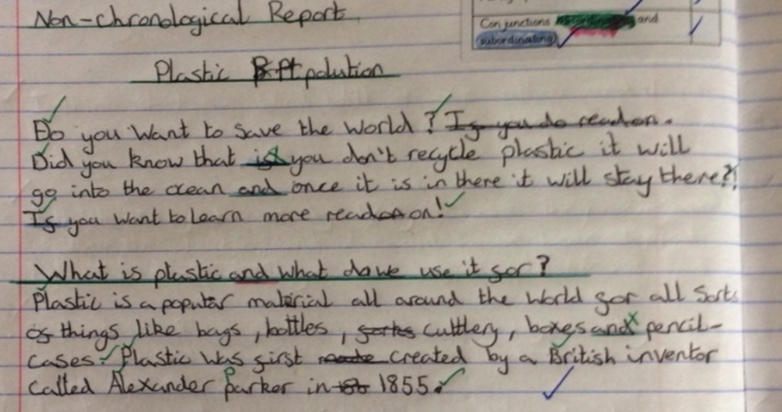 Non-chronological Report
Conjunctions and
subordinating
Plastic polution
Do you want to save the world? If you do readon.
Did you know that if you don't recycle plastic it will
go into the ocean and once it is in there it will stay there?!
If you want to learn more read on!
What is plastic and what do we use it for?
Plastic is a popular material all around the world for all sorts
of things like bags, bottles, forks cuttlery, boxes and pencil-
cases. Plastic was first made created by a British inventor
called Alexander parker in 1855.